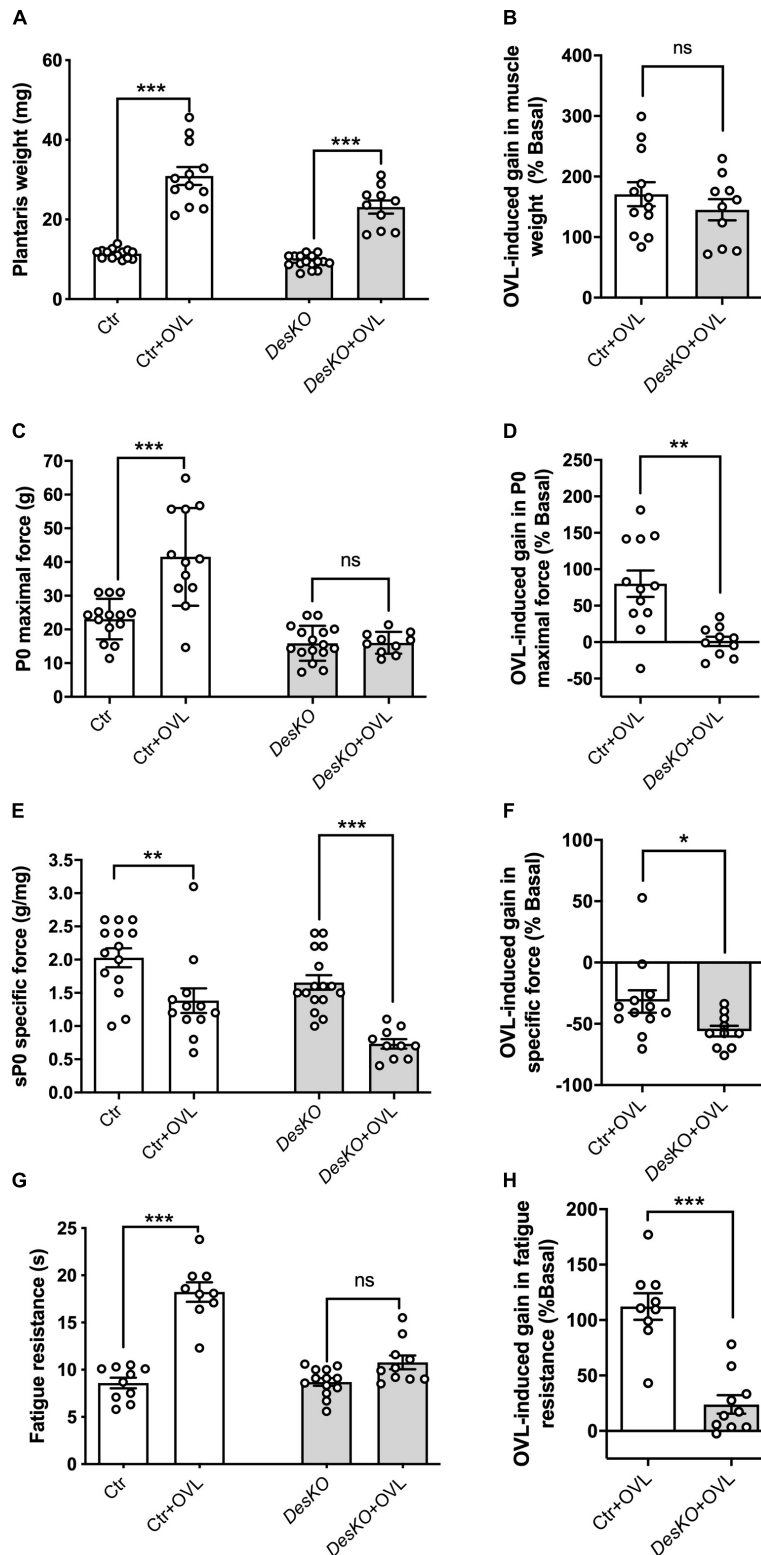 A
Plantaris weight (mg)
60
40
20
0
***
***
Ctr
Ctr+OVL
DesKO
DesKO+OVL
B
OVL-induced gain in muscle
weight (% Basal)
400
300
200
100
0
ns
Ctr+OVL
DesKO+OVL
C
P0 maximal force (g)
70
60
50
40
30
20
10
0
***
ns
Ctr
Ctr+OVL
DesKO
DesKO+OVL
D
OVL-induced gain in P0
maximal force (% Basal)
250
200
150
100
50
0
-50
**
Ctr+OVL
DesKO+OVL
E
sP0 specific force (g/mg)
3.5
3.0
2.5
2.0
1.5
1.0
0.5
0.0
**
***
Ctr
Ctr+OVL
DesKO
DesKO+OVL
F
OVL-induced gain in
specific force (% Basal)
100
50
0
-50
-100
*
Ctr+OVL
DesKO+OVL
G
Fatigue resistance (s)
25
20
15
10
5
0
***
ns
Ctr
Ctr+OVL
DesKO
DesKO+OVL
H
OVL-induced gain in fatigue
resistance (%Basal)
200
150
100
50
0
***
Ctr+OVL
DesKO+OVL